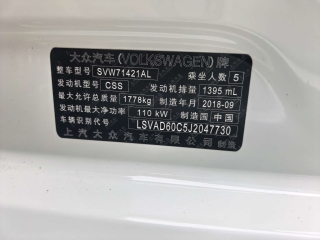 大众汽车(VOLKSWAGEN)牌
整车型号 SVW71421AL 乘坐人数 5
发动机型号 CSS 发动机排量 1395 mL
最大允许总质量 1778kg 制造年月 2018-09
发动机最大净功率 110 kW 制造国 中国
车辆识别代号 LSVAD60C5J2047730
上汽大众汽车有限公司